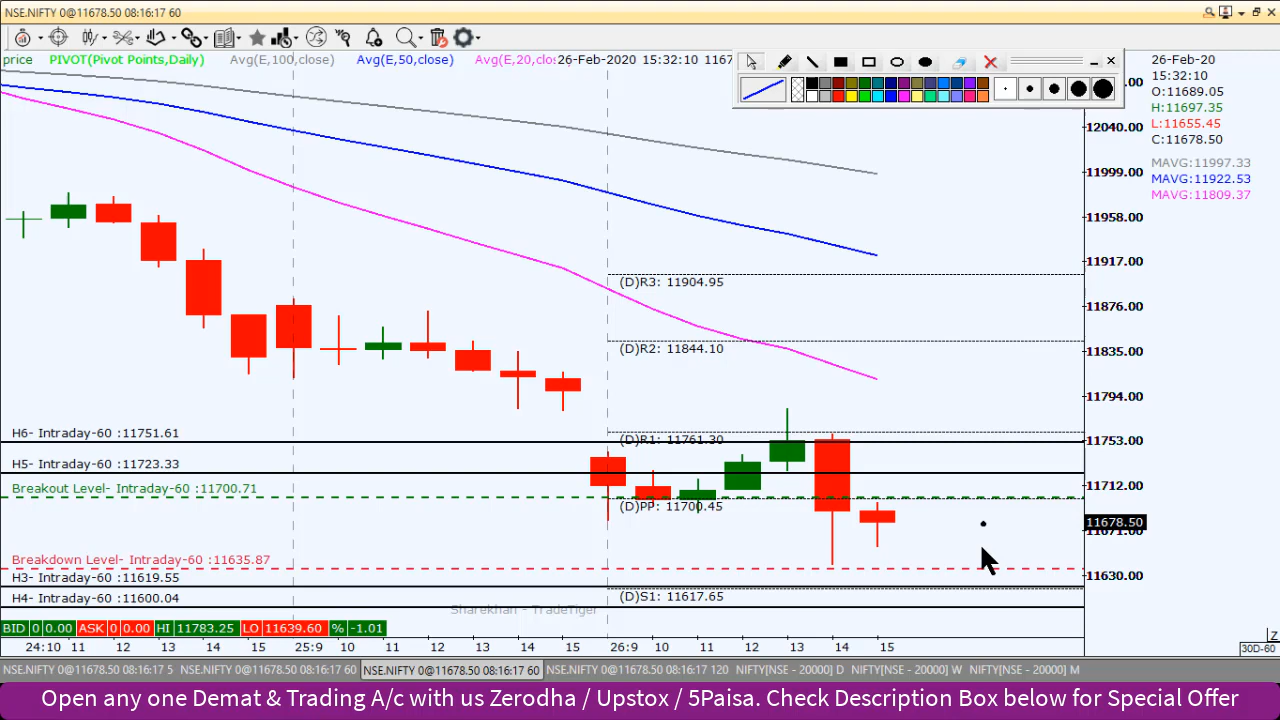 NSE.NIFTY 0@11678.50 08:16:17 60
price PIVOT(Pivot Points,Daily) Avg(E,100,close) Avg(E,50,close) Avg(E,20,clos 26-Feb-2020 15:32:10 1167
26-Feb-20
15:32:10
O:11689.05
H:11697.35
L:11655.45
C:11678.50
MAVG:11997.33
MAVG:11922.53
MAVG:11809.37
12040.00
11999.00
11958.00
11917.00
11876.00
11835.00
11794.00
11753.00
11712.00
11678.50
11630.00
(D)R3: 11904.95
(D)R2: 11844.10
H6- Intraday-60 :11751.61
(D)R1: 11761.30
H5- Intraday-60 :11723.33
Breakout Level- Intraday-60 :11700.71
(D)PP: 11700.45
Breakdown Level- Intraday-60 :11635.87
H3- Intraday-60 :11619.55
H4- Intraday-60 :11600.04
(D)S1: 11617.65
Sharekhan - TradeTiger
BID 0 0.00 ASK 0 0.00 HI 11783.25 LO 11639.60 % -1.01
24:10 11 12 13 14 15 25:9 10 11 12 13 14 15 26:9 10 11 12 13 14 15
Z
30D-60
NSE.NIFTY 0@11678.50 08:16:17 5 NSE.NIFTY 0@11678.50 08:16:17 60 NSE.NIFTY 0@11678.50 08:16:17 60 NSE.NIFTY 0@11678.50 08:16:17 120 NIFTY[NSE - 20000] D NIFTY[NSE - 20000] W NIFTY[NSE - 20000] M
Open any one Demat & Trading A/c with us Zerodha / Upstox / 5Paisa. Check Description Box below for Special Offer